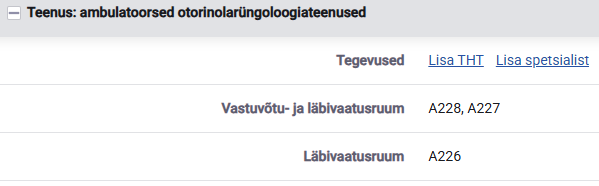 Teenus: ambulatoorsed otorinolarüngoloogiateenused
Tegevused Lisa THT Lisa spetsialist
Vastuvõtu- ja läbivaatusruum A228, A227
Läbivaatusruum A226